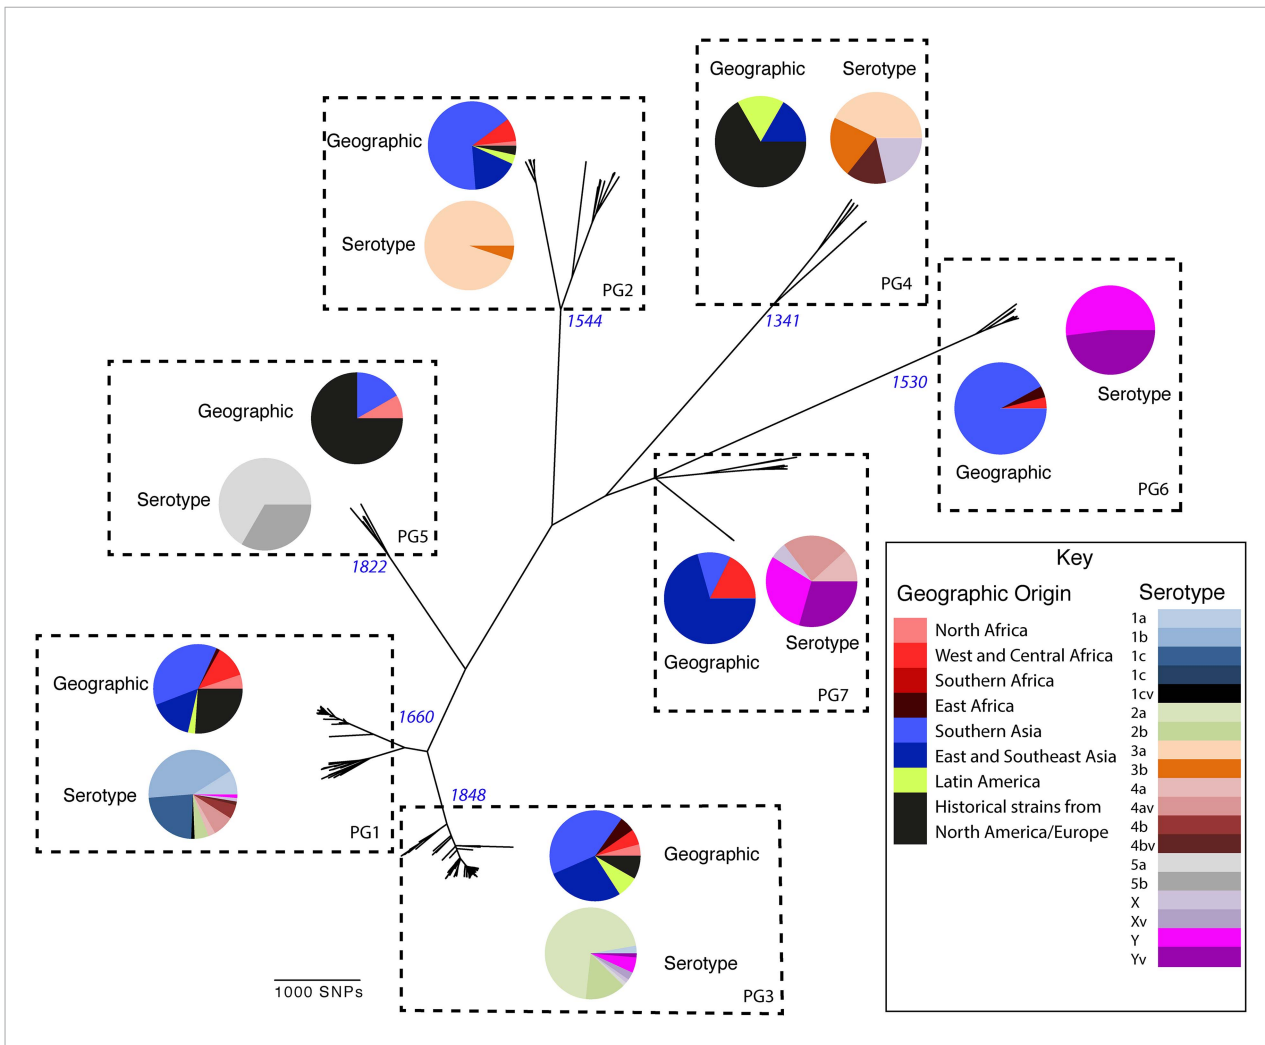 Geographic Serotype
PG4
1341
Geographic
Serotype
PG2
1544
Serotype
Geographic
PG6
1530
Geographic
Serotype
PG5
1822
Serotype
Geographic
PG7
Geographic
Serotype
PG1
1660
1848
Geographic
Serotype
PG3
1000 SNPs
Key
Geographic Origin
North Africa
West and Central Africa
Southern Africa
East Africa
Southern Asia
East and Southeast Asia
Latin America
Historical strains from
North America/Europe
Serotype
1a
1b
1c
1c
1cv
2a
2b
3a
3b
4a
4av
4b
4bv
5a
5b
X
Xv
Y
Yv